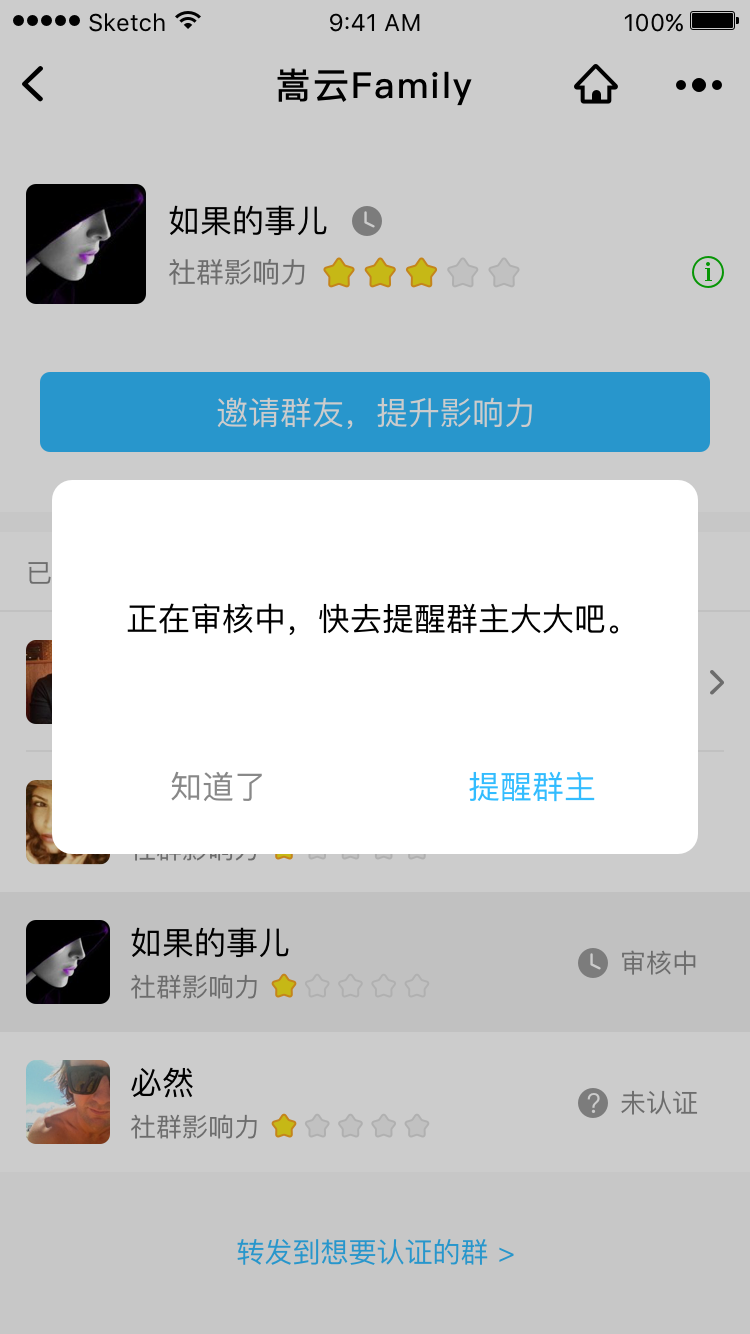 Sketch 9:41 AM 100%
嵩云Family
如果的事儿
社群影响力
邀请群友，提升影响力
已
正在审核中，快去提醒群主大大吧。
知道了 提醒群主
社群影响力
如果的事儿
社群影响力
审核中
必然
社群影响力
未认证
转发到想要认证的群 >